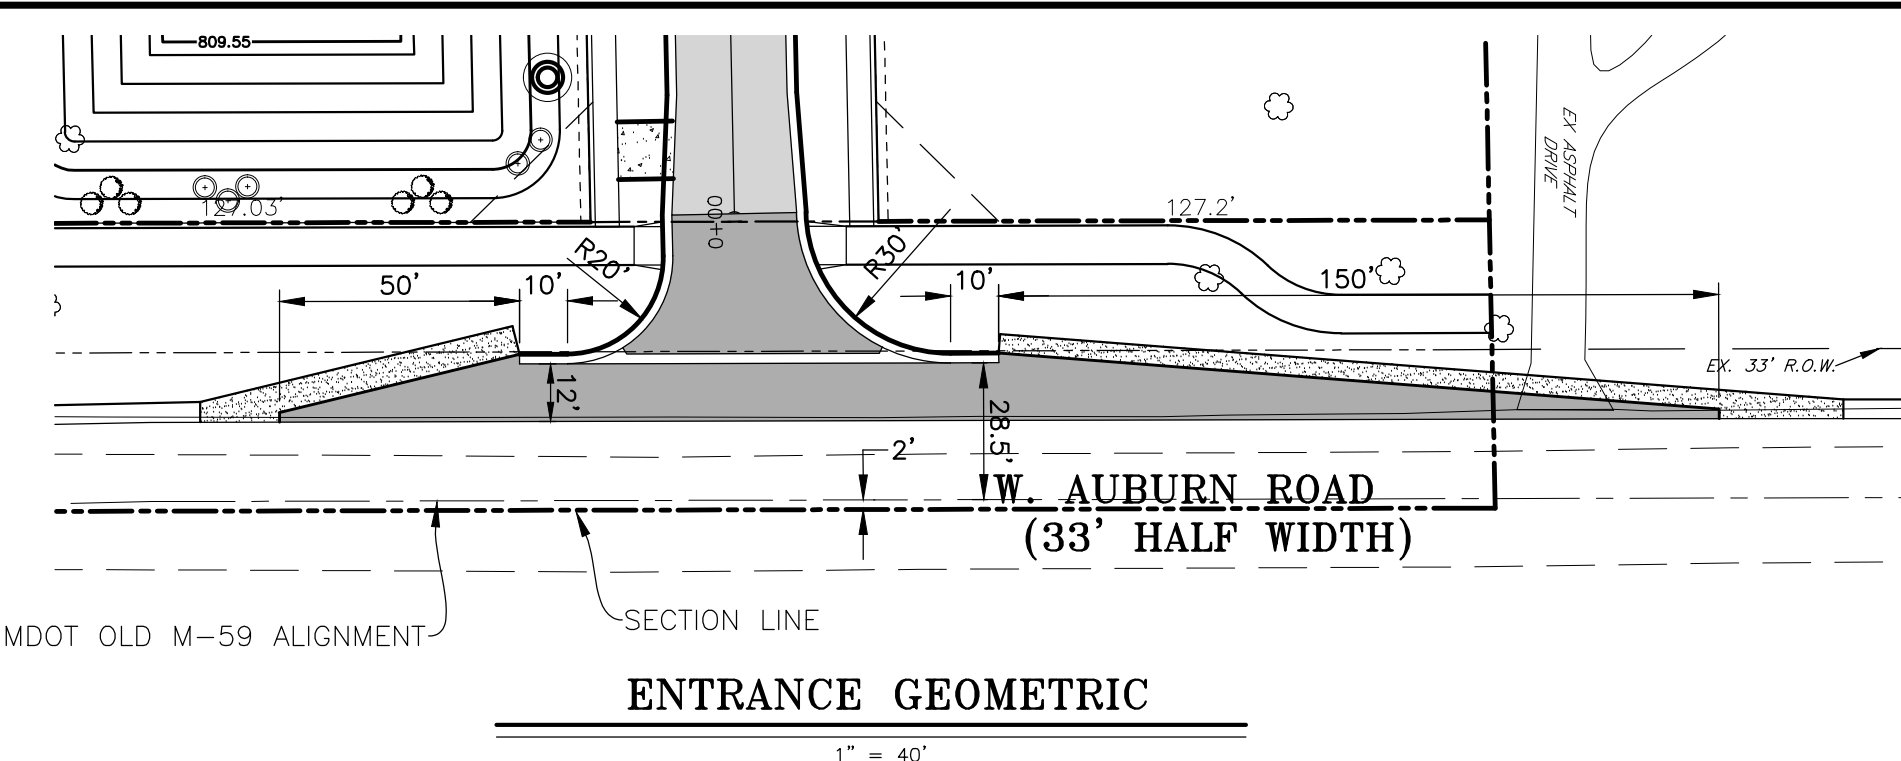 809.55
127.03'
127.2'
EX ASPHALT
DRIVE
0+00
R20'
R30'
50'
10'
10'
150'
EX. 33' R.O.W.
12'
28.5'
2'
W. AUBURN ROAD
(33' HALF WIDTH)
MDOT OLD M-59 ALIGNMENT
SECTION LINE
ENTRANCE GEOMETRIC
1" = 40'